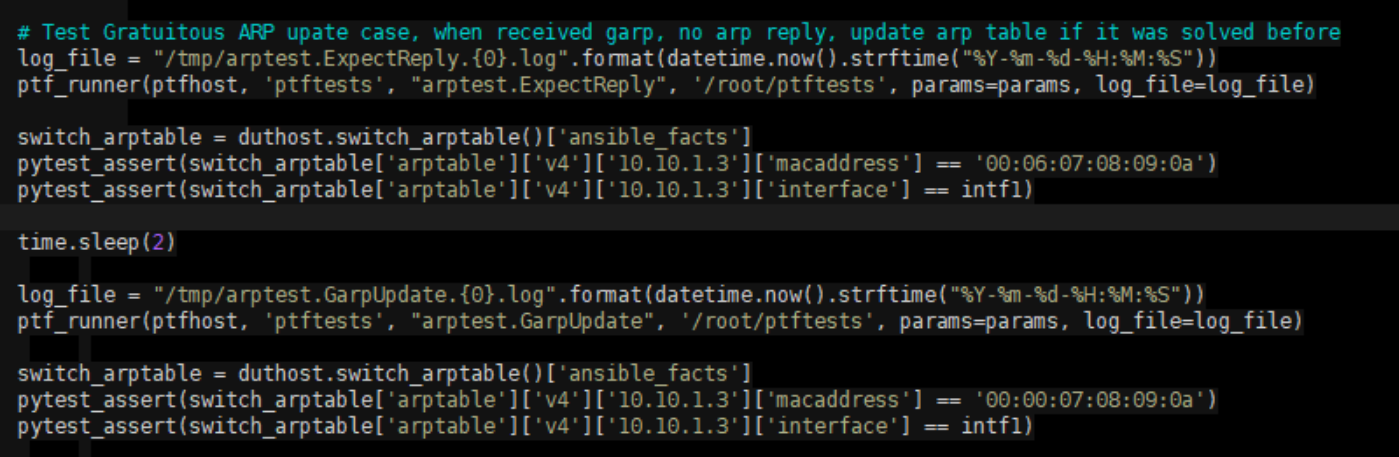 # Test Gratuitous ARP upate case, when received garp, no arp reply, update arp table if it was solved before
log_file = "/tmp/arptest.ExpectReply.{0}.log".format(datetime.now().strftime("%Y-%m-%d-%H:%M:%S"))
ptf_runner(ptfhost, 'ptftests', "arptest.ExpectReply", '/root/ptftests', params=params, log_file=log_file)
switch_arptable = duthost.switch_arptable()['ansible_facts']
pytest_assert(switch_arptable['arptable']['v4']['10.10.1.3']['macaddress'] == '00:06:07:08:09:0a')
pytest_assert(switch_arptable['arptable']['v4']['10.10.1.3']['interface'] == intf1)
time.sleep(2)
log_file = "/tmp/arptest.GarpUpdate.{0}.log".format(datetime.now().strftime("%Y-%m-%d-%H:%M:%S"))
ptf_runner(ptfhost, 'ptftests', "arptest.GarpUpdate", '/root/ptftests', params=params, log_file=log_file)
switch_arptable = duthost.switch_arptable()['ansible_facts']
pytest_assert(switch_arptable['arptable']['v4']['10.10.1.3']['macaddress'] == '00:00:07:08:09:0a')
pytest_assert(switch_arptable['arptable']['v4']['10.10.1.3']['interface'] == intf1)